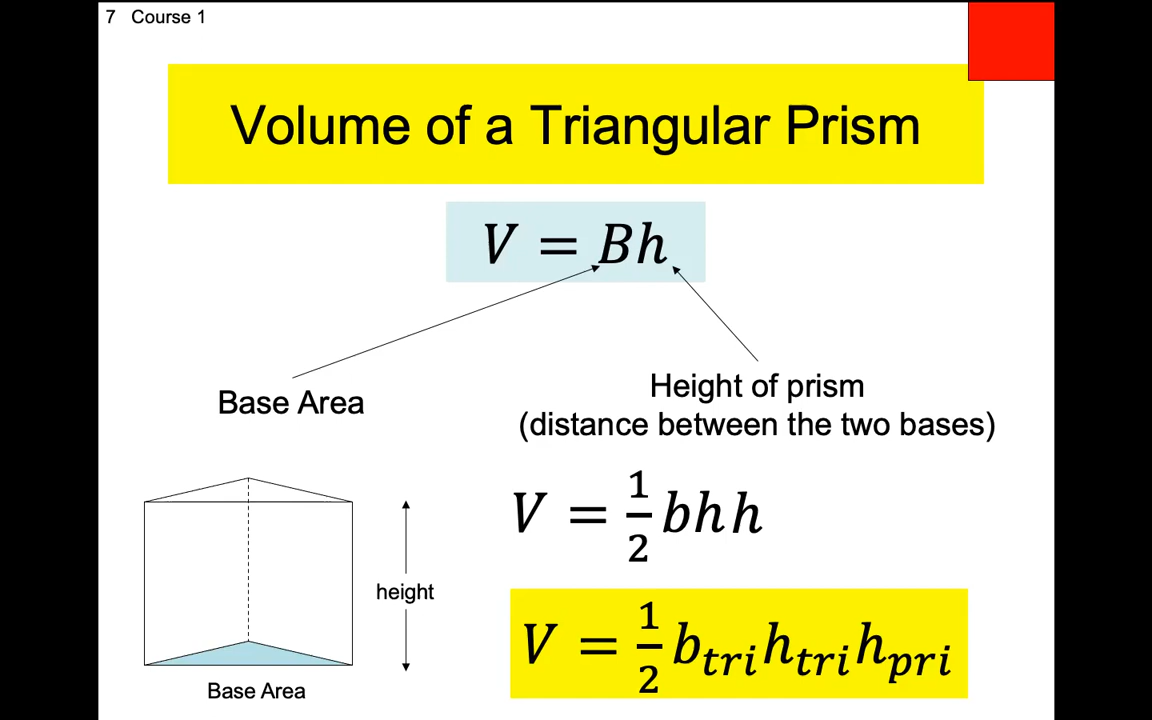 7 Course 1
Volume of a Triangular Prism
V = Bh
Base Area
Height of prism
(distance between the two bases)
V = 1/2 bhh
height
V = 1/2 b_tri h_tri h_pri
Base Area